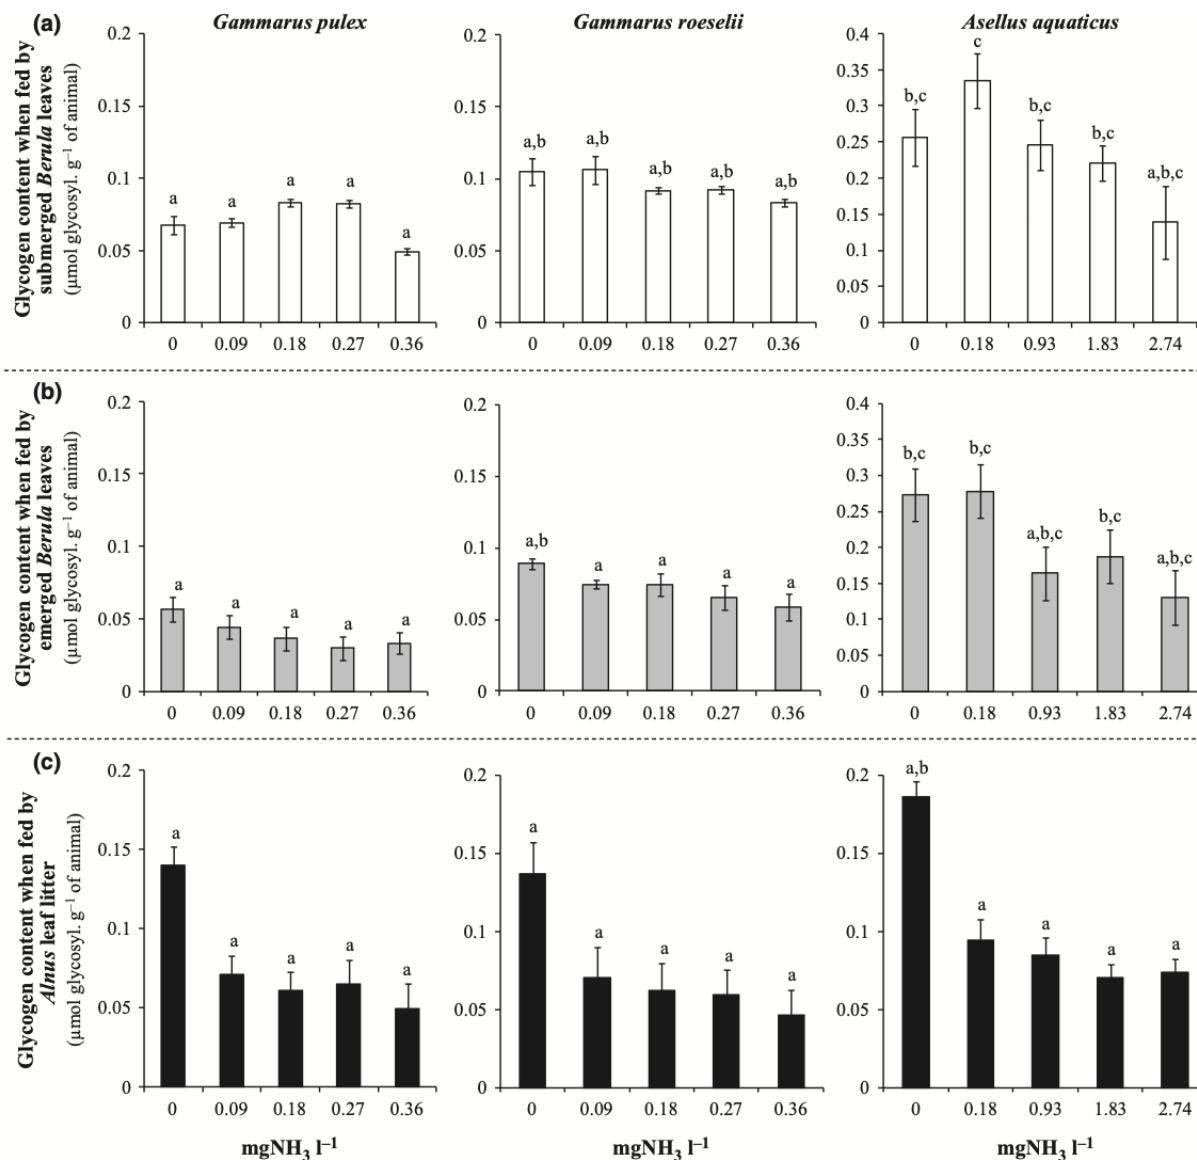 (a)
Gammarus pulex
Gammarus roeselii
Asellus aquaticus
Glycogen content when fed by
submerged Berula leaves
(μmol glycosyl. g⁻¹ of animal)
0.2
0.15
0.1
0.05
0
a
a
a
a
a
0
0.09
0.18
0.27
0.36
0.2
0.15
0.1
0.05
0
a,b
a,b
a,b
a,b
a,b
0
0.09
0.18
0.27
0.36
0.4
0.35
0.3
0.25
0.2
0.15
0.1
0.05
0
b,c
c
b,c
b,c
a,b,c
0
0.18
0.93
1.83
2.74
(b)
Glycogen content when fed by
emerged Berula leaves
(μmol glycosyl. g⁻¹ of animal)
0.2
0.15
0.1
0.05
0
a
a
a
a
a
0
0.09
0.18
0.27
0.36
0.2
0.15
0.1
0.05
0
a,b
a
a
a
a
0
0.09
0.18
0.27
0.36
0.4
0.35
0.3
0.25
0.2
0.15
0.1
0.05
0
b,c
b,c
a,b,c
b,c
a,b,c
0
0.18
0.93
1.83
2.74
(c)
Glycogen content when fed by
Alnus leaf litter
(μmol glycosyl. g⁻¹ of animal)
0.2
0.15
0.1
0.05
0
a
a
a
a
a
0
0.09
0.18
0.27
0.36
mgNH₃ l⁻¹
0.2
0.15
0.1
0.05
0
a
a
a
a
a
0
0.09
0.18
0.27
0.36
mgNH₃ l⁻¹
0.2
0.15
0.1
0.05
0
a,b
a
a
a
a
0
0.18
0.93
1.83
2.74
mgNH₃ l⁻¹